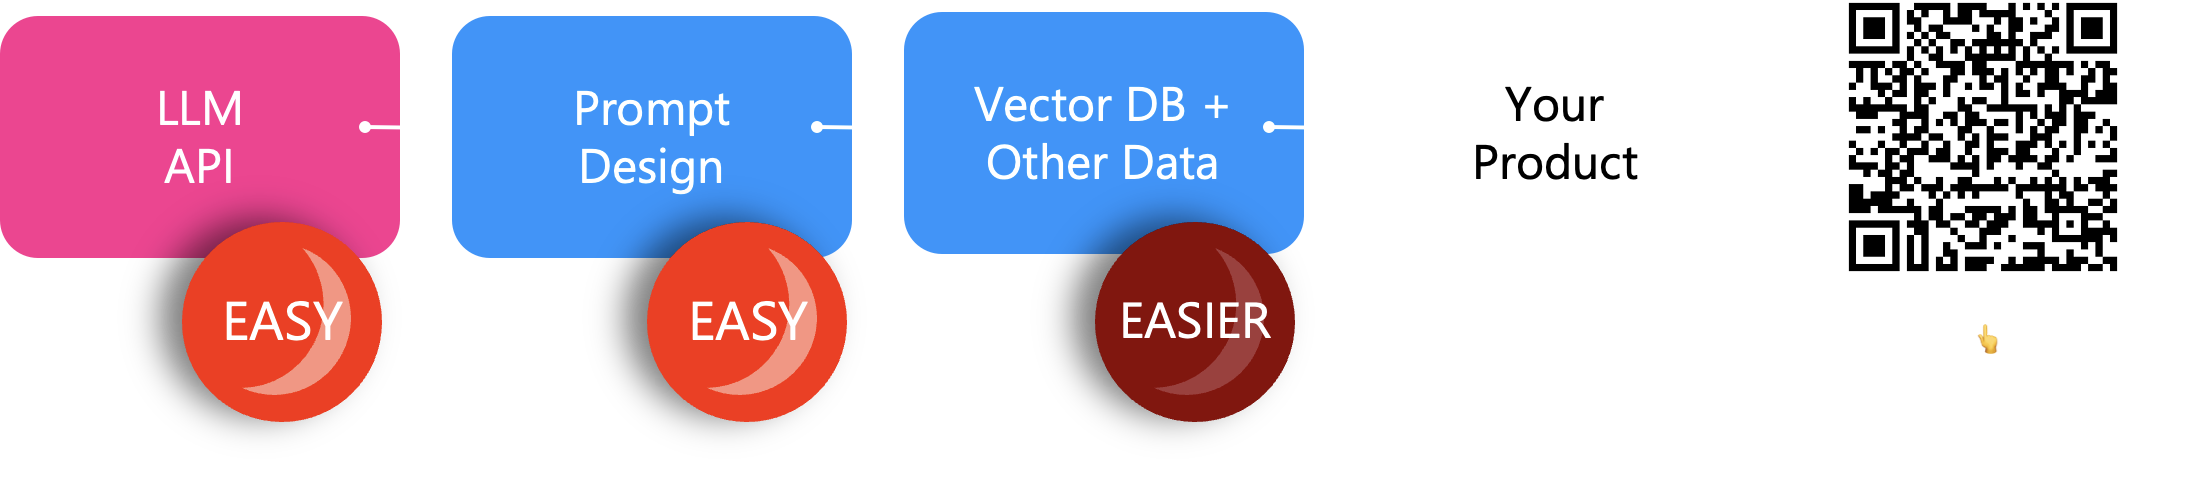 LLM
API
EASY
Prompt
Design
EASY
Vector DB +
Other Data
EASIER
Your
Product